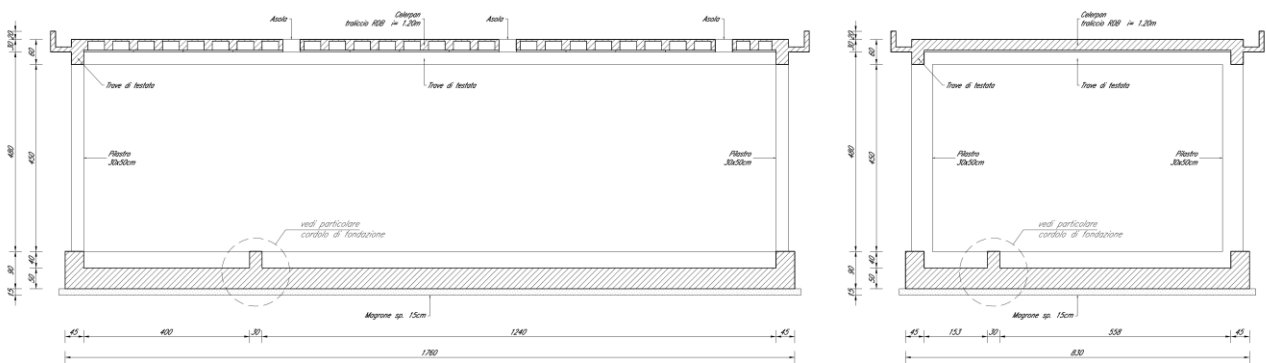 Asola
Celerpan
traliccio RDB i= 1.20m
Asola
Asola
Trave di testata
Trave di testata
Pilastro
30x50cm
Pilastro
30x50cm
vedi particolare
cordolo di fondazione
Magrone sp. 15cm
20
30
60
480
450
40
90
50
15
45
400
30
1240
45
1760
Celerpan
traliccio RDB i= 1.20m
Trave di testata
Trave di testata
Pilastro
30x50cm
Pilastro
30x50cm
vedi particolare
cordolo di fondazione
Magrone sp. 15cm
20
30
60
480
450
40
90
50
15
45
153
30
558
45
830